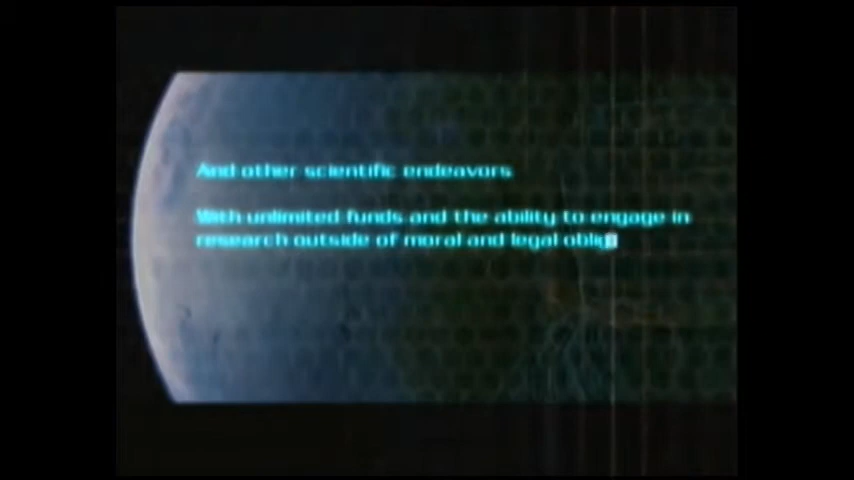 And other scientific endeavors
With unlimited funds and the ability to engage in
research outside of moral and legal oblig